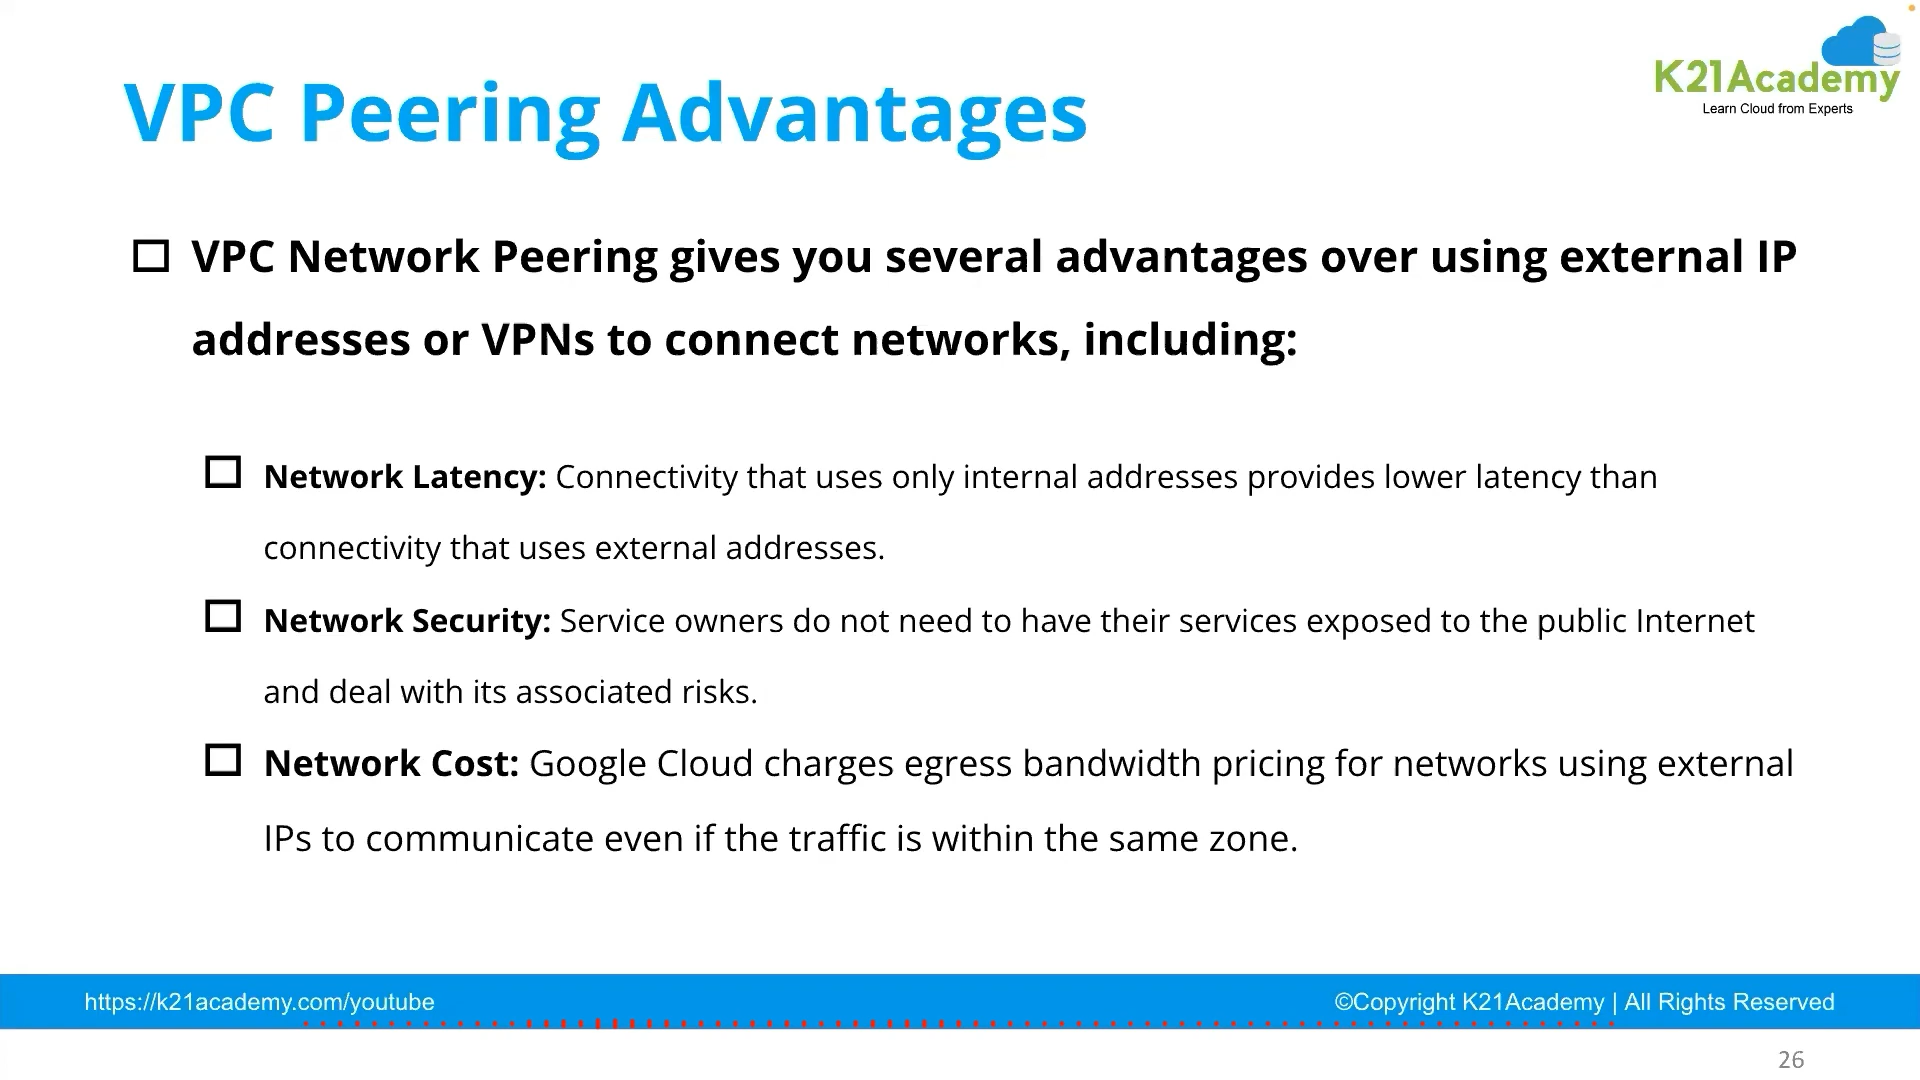 K21Academy
Learn Cloud from Experts
VPC Peering Advantages
VPC Network Peering gives you several advantages over using external IP
addresses or VPNs to connect networks, including:
Network Latency: Connectivity that uses only internal addresses provides lower latency than
connectivity that uses external addresses.
Network Security: Service owners do not need to have their services exposed to the public Internet
and deal with its associated risks.
Network Cost: Google Cloud charges egress bandwidth pricing for networks using external
IPs to communicate even if the traffic is within the same zone.
https://k21academy.com/youtube
©Copyright K21Academy | All Rights Reserved
26